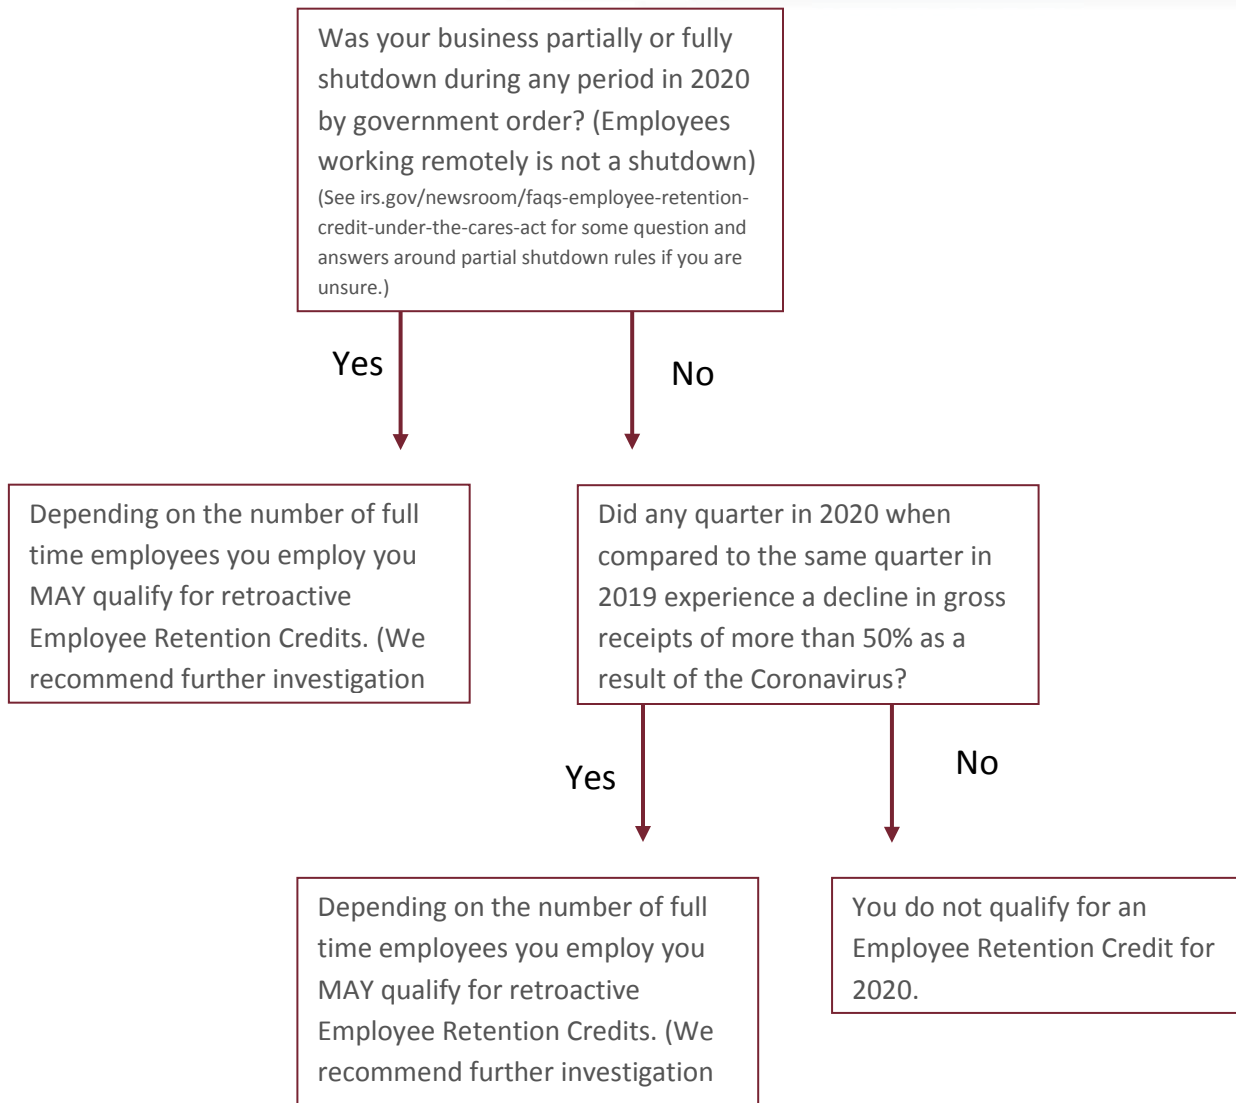 Was your business partially or fully
shutdown during any period in 2020
by government order? (Employees
working remotely is not a shutdown)
(See irs.gov/newsroom/faqs-employee-retention-
credit-under-the-cares-act for some question and
answers around partial shutdown rules if you are
unsure.)
Yes
No
Depending on the number of full
time employees you employ you
MAY qualify for retroactive
Employee Retention Credits. (We
recommend further investigation
Did any quarter in 2020 when
compared to the same quarter in
2019 experience a decline in gross
receipts of more than 50% as a
result of the Coronavirus?
Yes
No
Depending on the number of full
time employees you employ you
MAY qualify for retroactive
Employee Retention Credits. (We
recommend further investigation
You do not qualify for an
Employee Retention Credit for
2020.